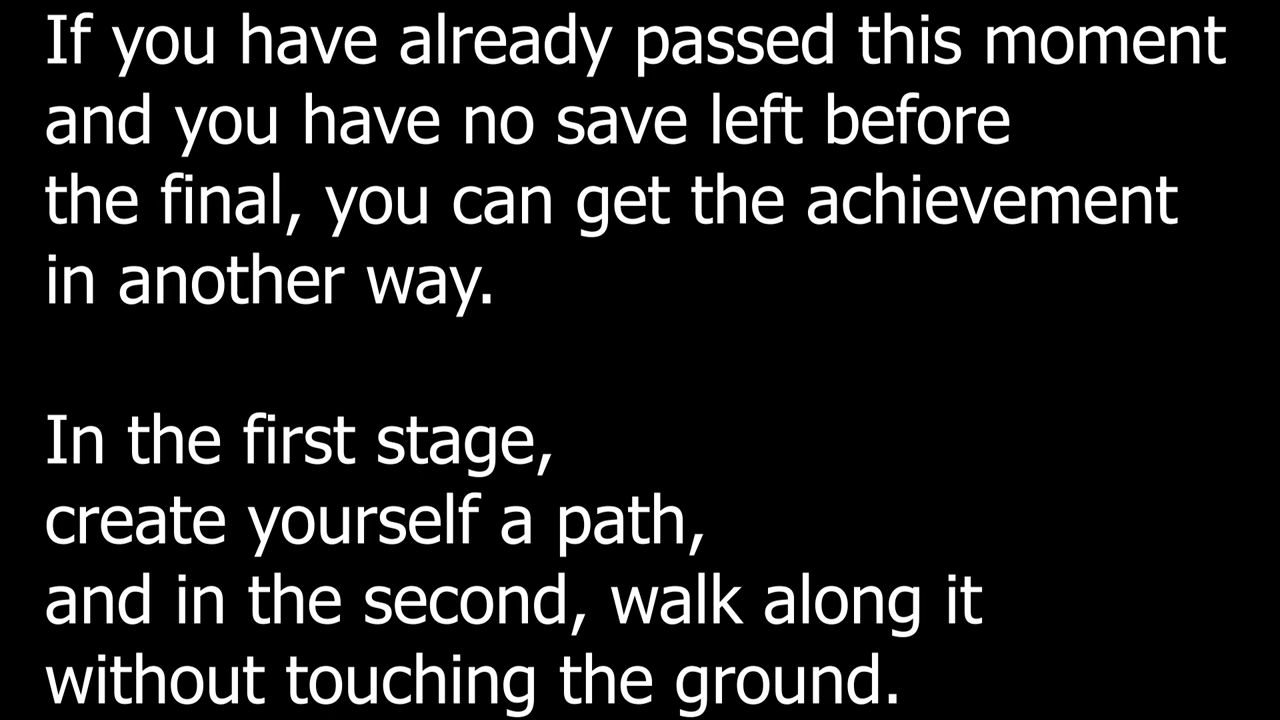 If you have already passed this moment
and you have no save left before
the final, you can get the achievement
in another way.
In the first stage,
create yourself a path,
and in the second, walk along it
without touching the ground.